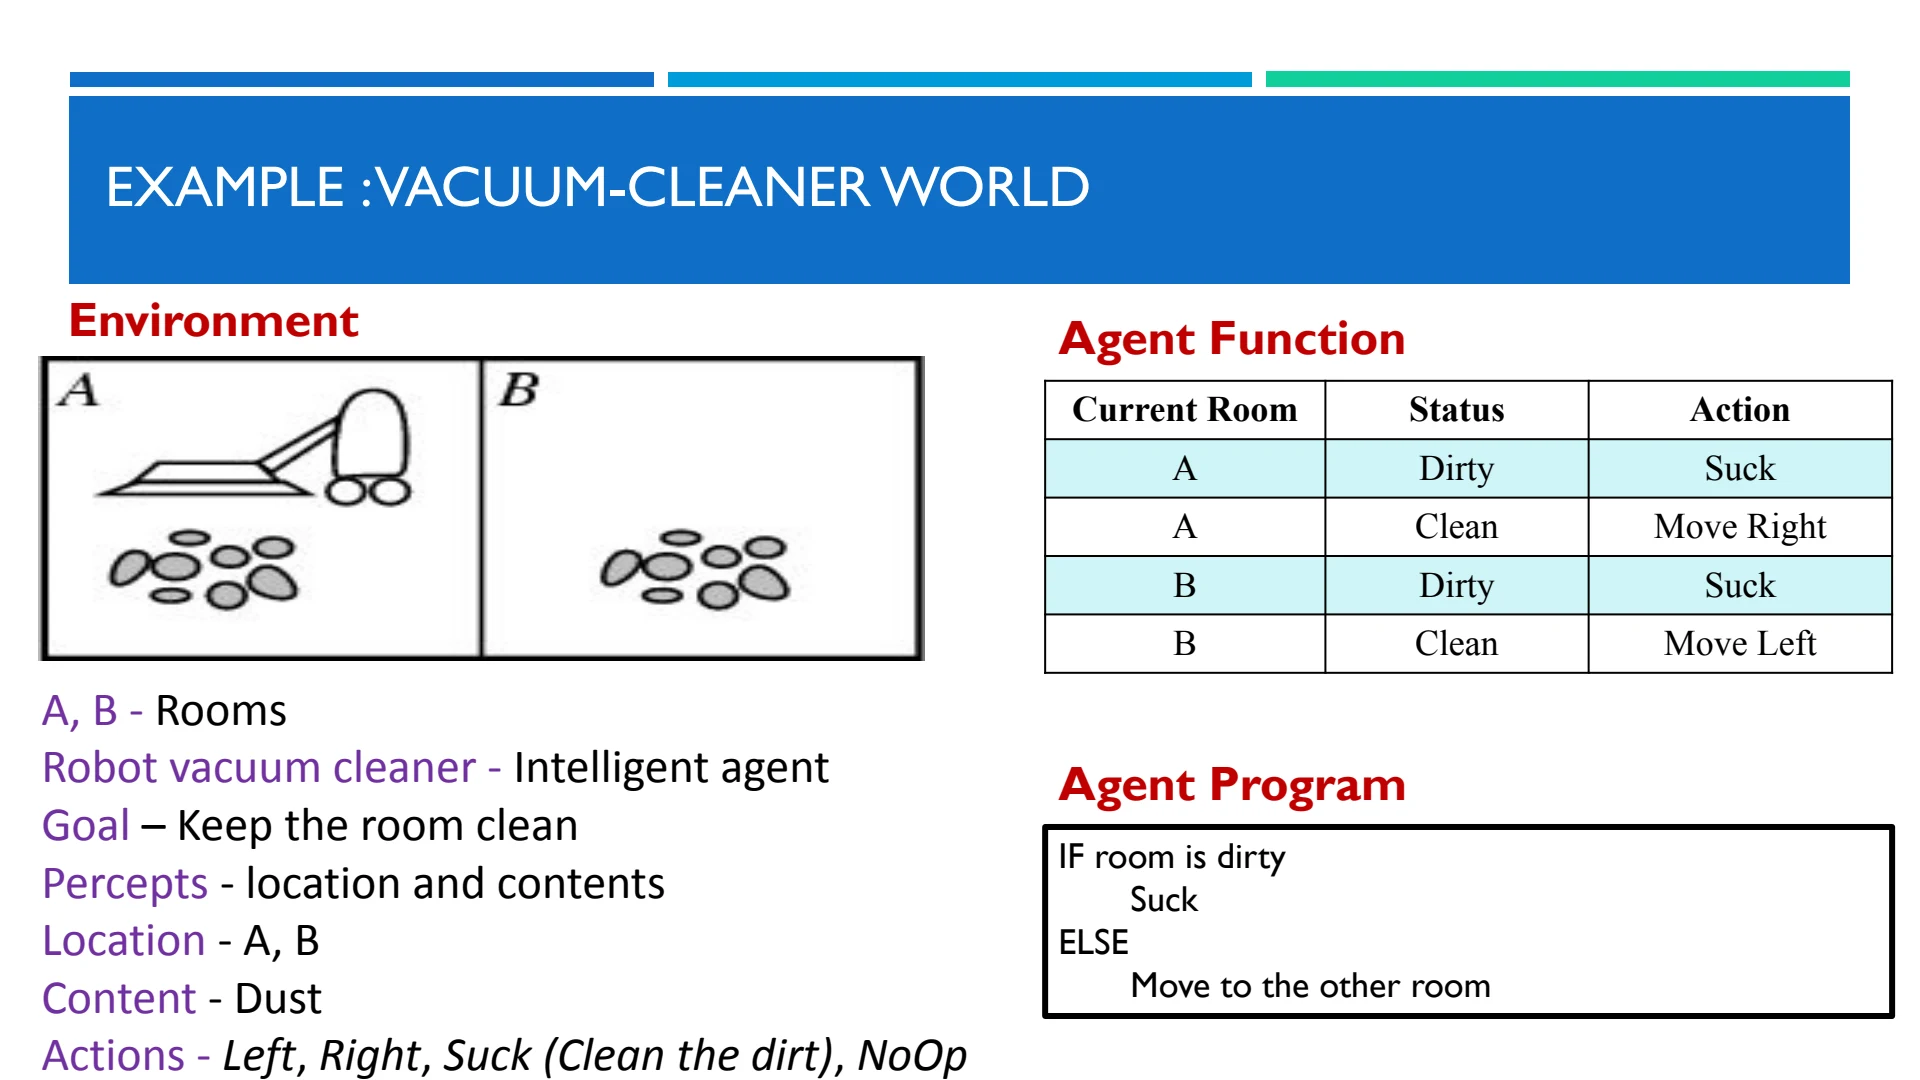 EXAMPLE : VACUUM-CLEANER WORLD
Environment
A
B
A, B - Rooms
Robot vacuum cleaner - Intelligent agent
Goal – Keep the room clean
Percepts - location and contents
Location - A, B
Content - Dust
Actions - Left, Right, Suck (Clean the dirt), NoOp
Agent Function
Current Room Status Action
A Dirty Suck
A Clean Move Right
B Dirty Suck
B Clean Move Left
Agent Program
IF room is dirty
Suck
ELSE
Move to the other room